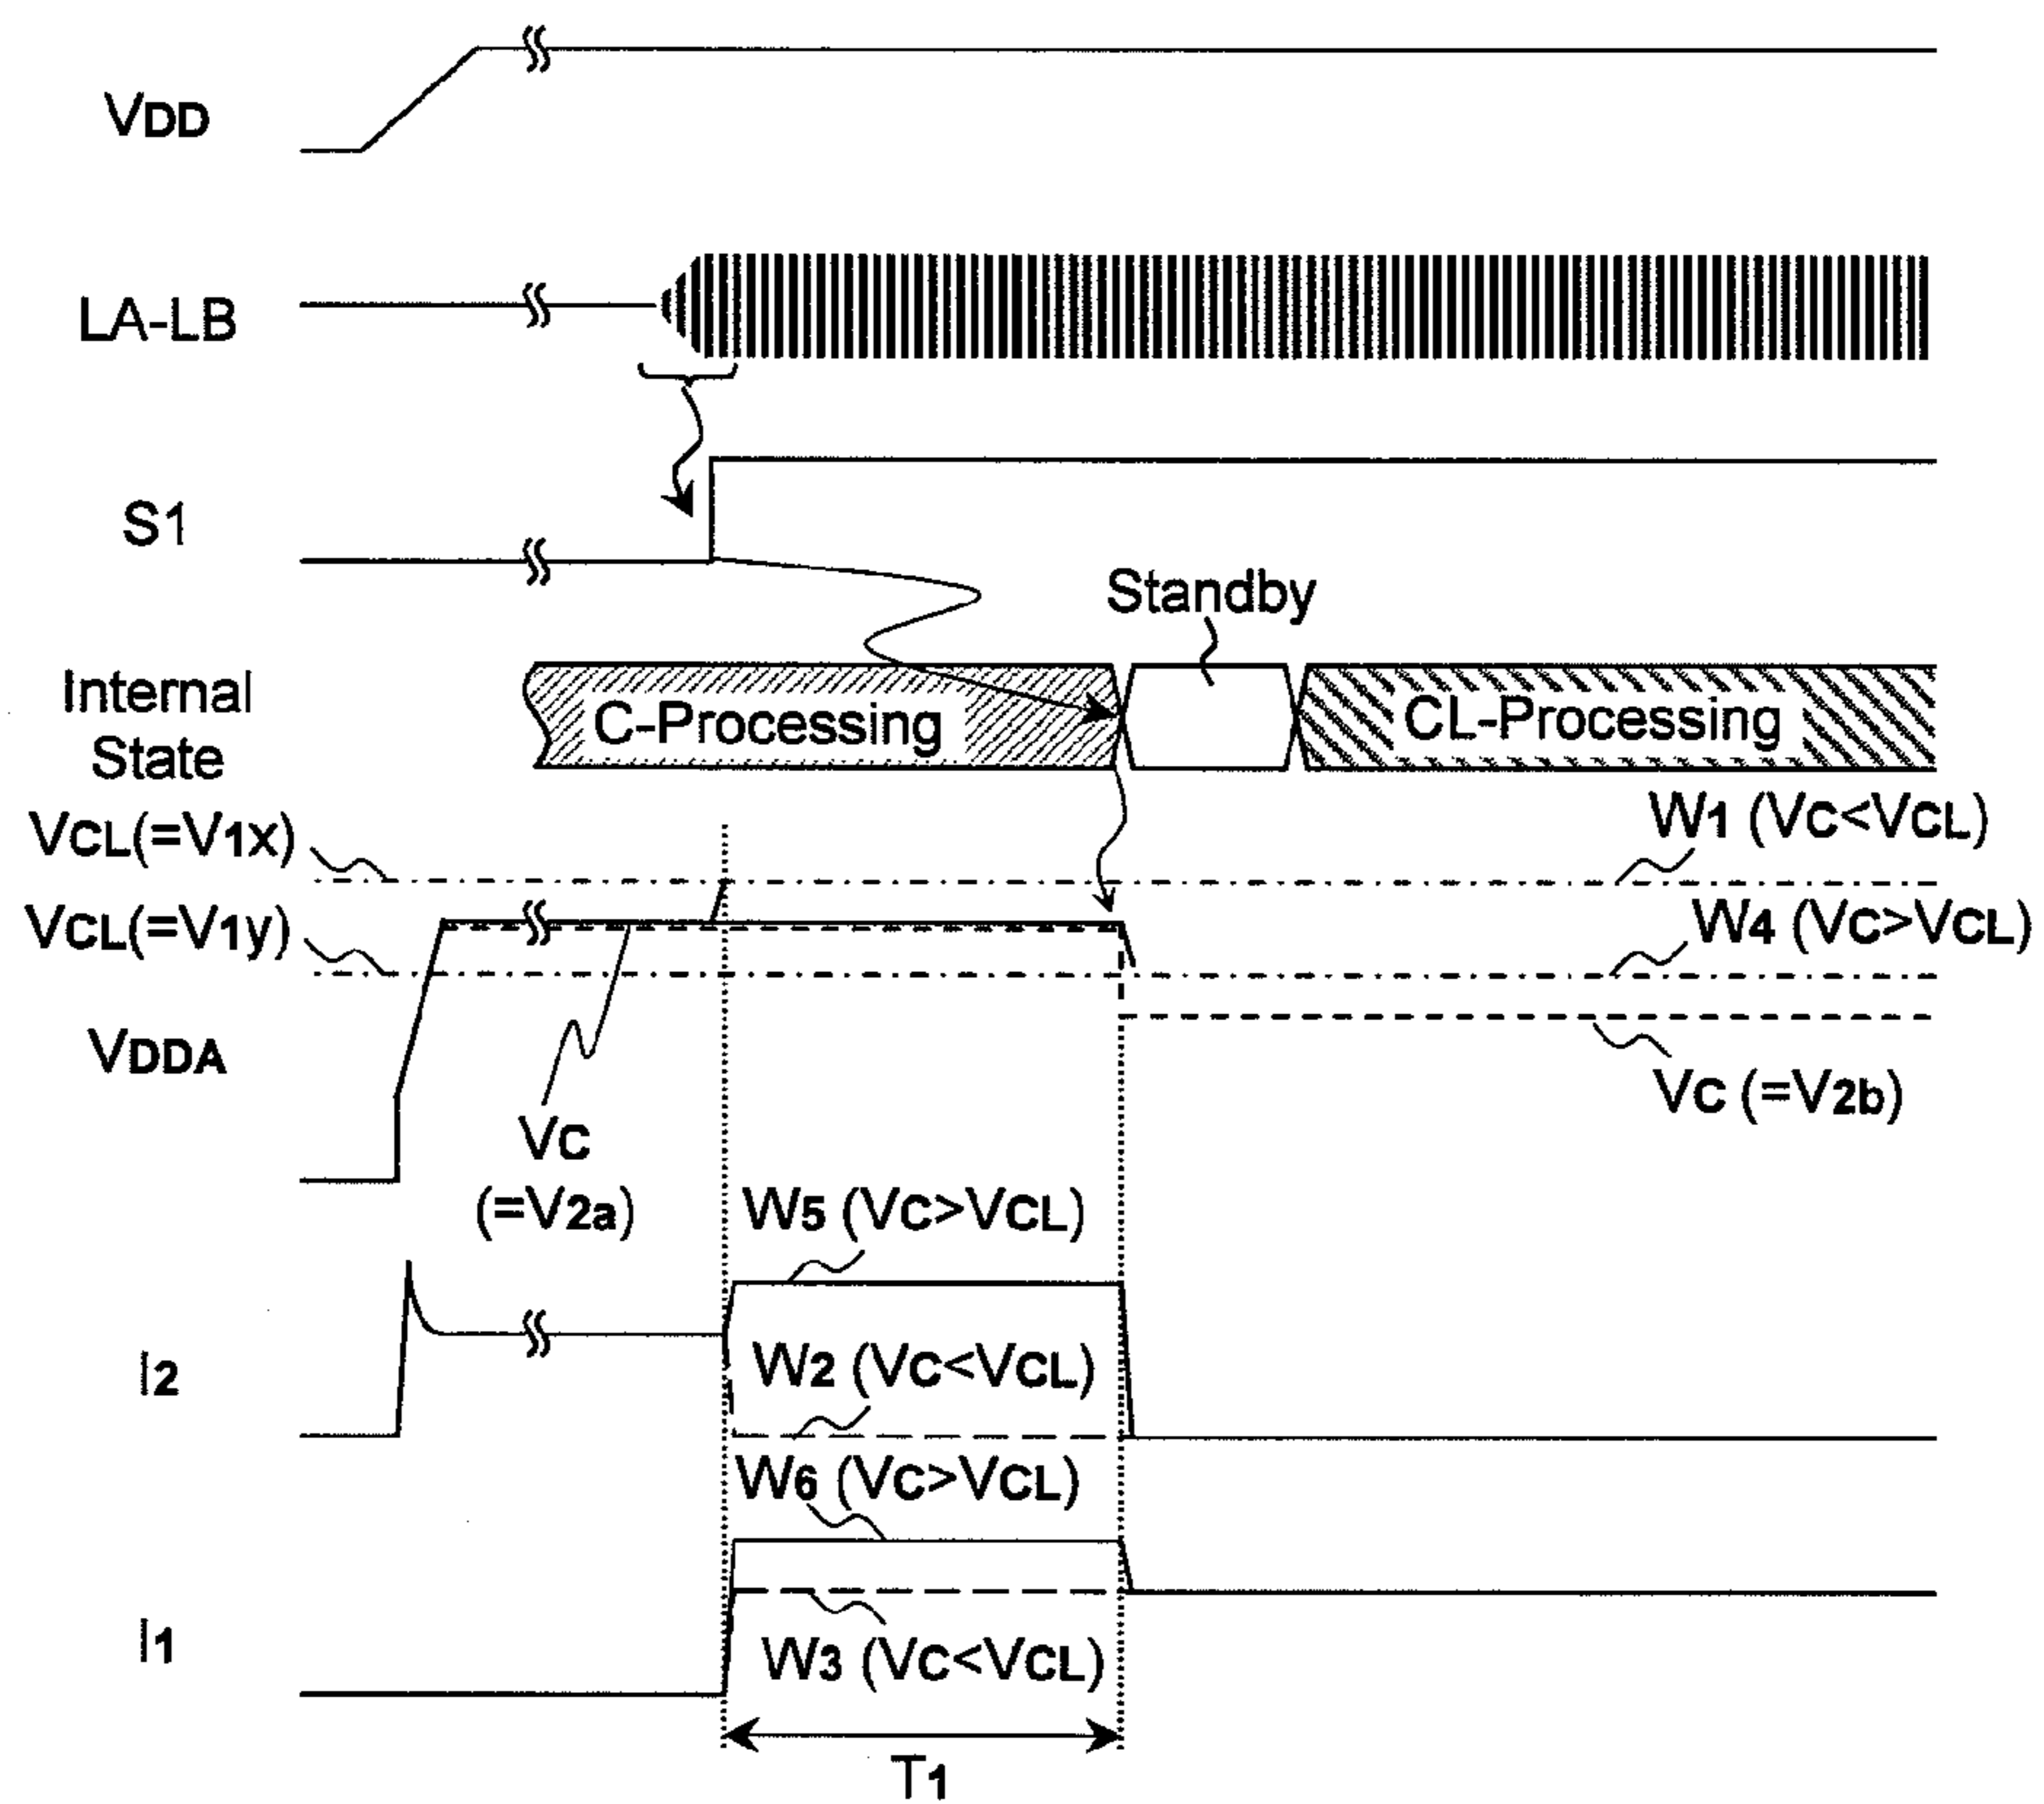 VDD
LA-LB
S1
Standby
Internal
State
C-Processing
CL-Processing
VCL(=V1x)
W1 (VC<VCL)
VCL(=V1y)
W4 (VC>VCL)
VDDA
VC (=V2b)
VC
(=V2a)
W5 (VC>VCL)
I2
W2 (VC<VCL)
W6 (VC>VCL)
I1
W3 (VC<VCL)
T1